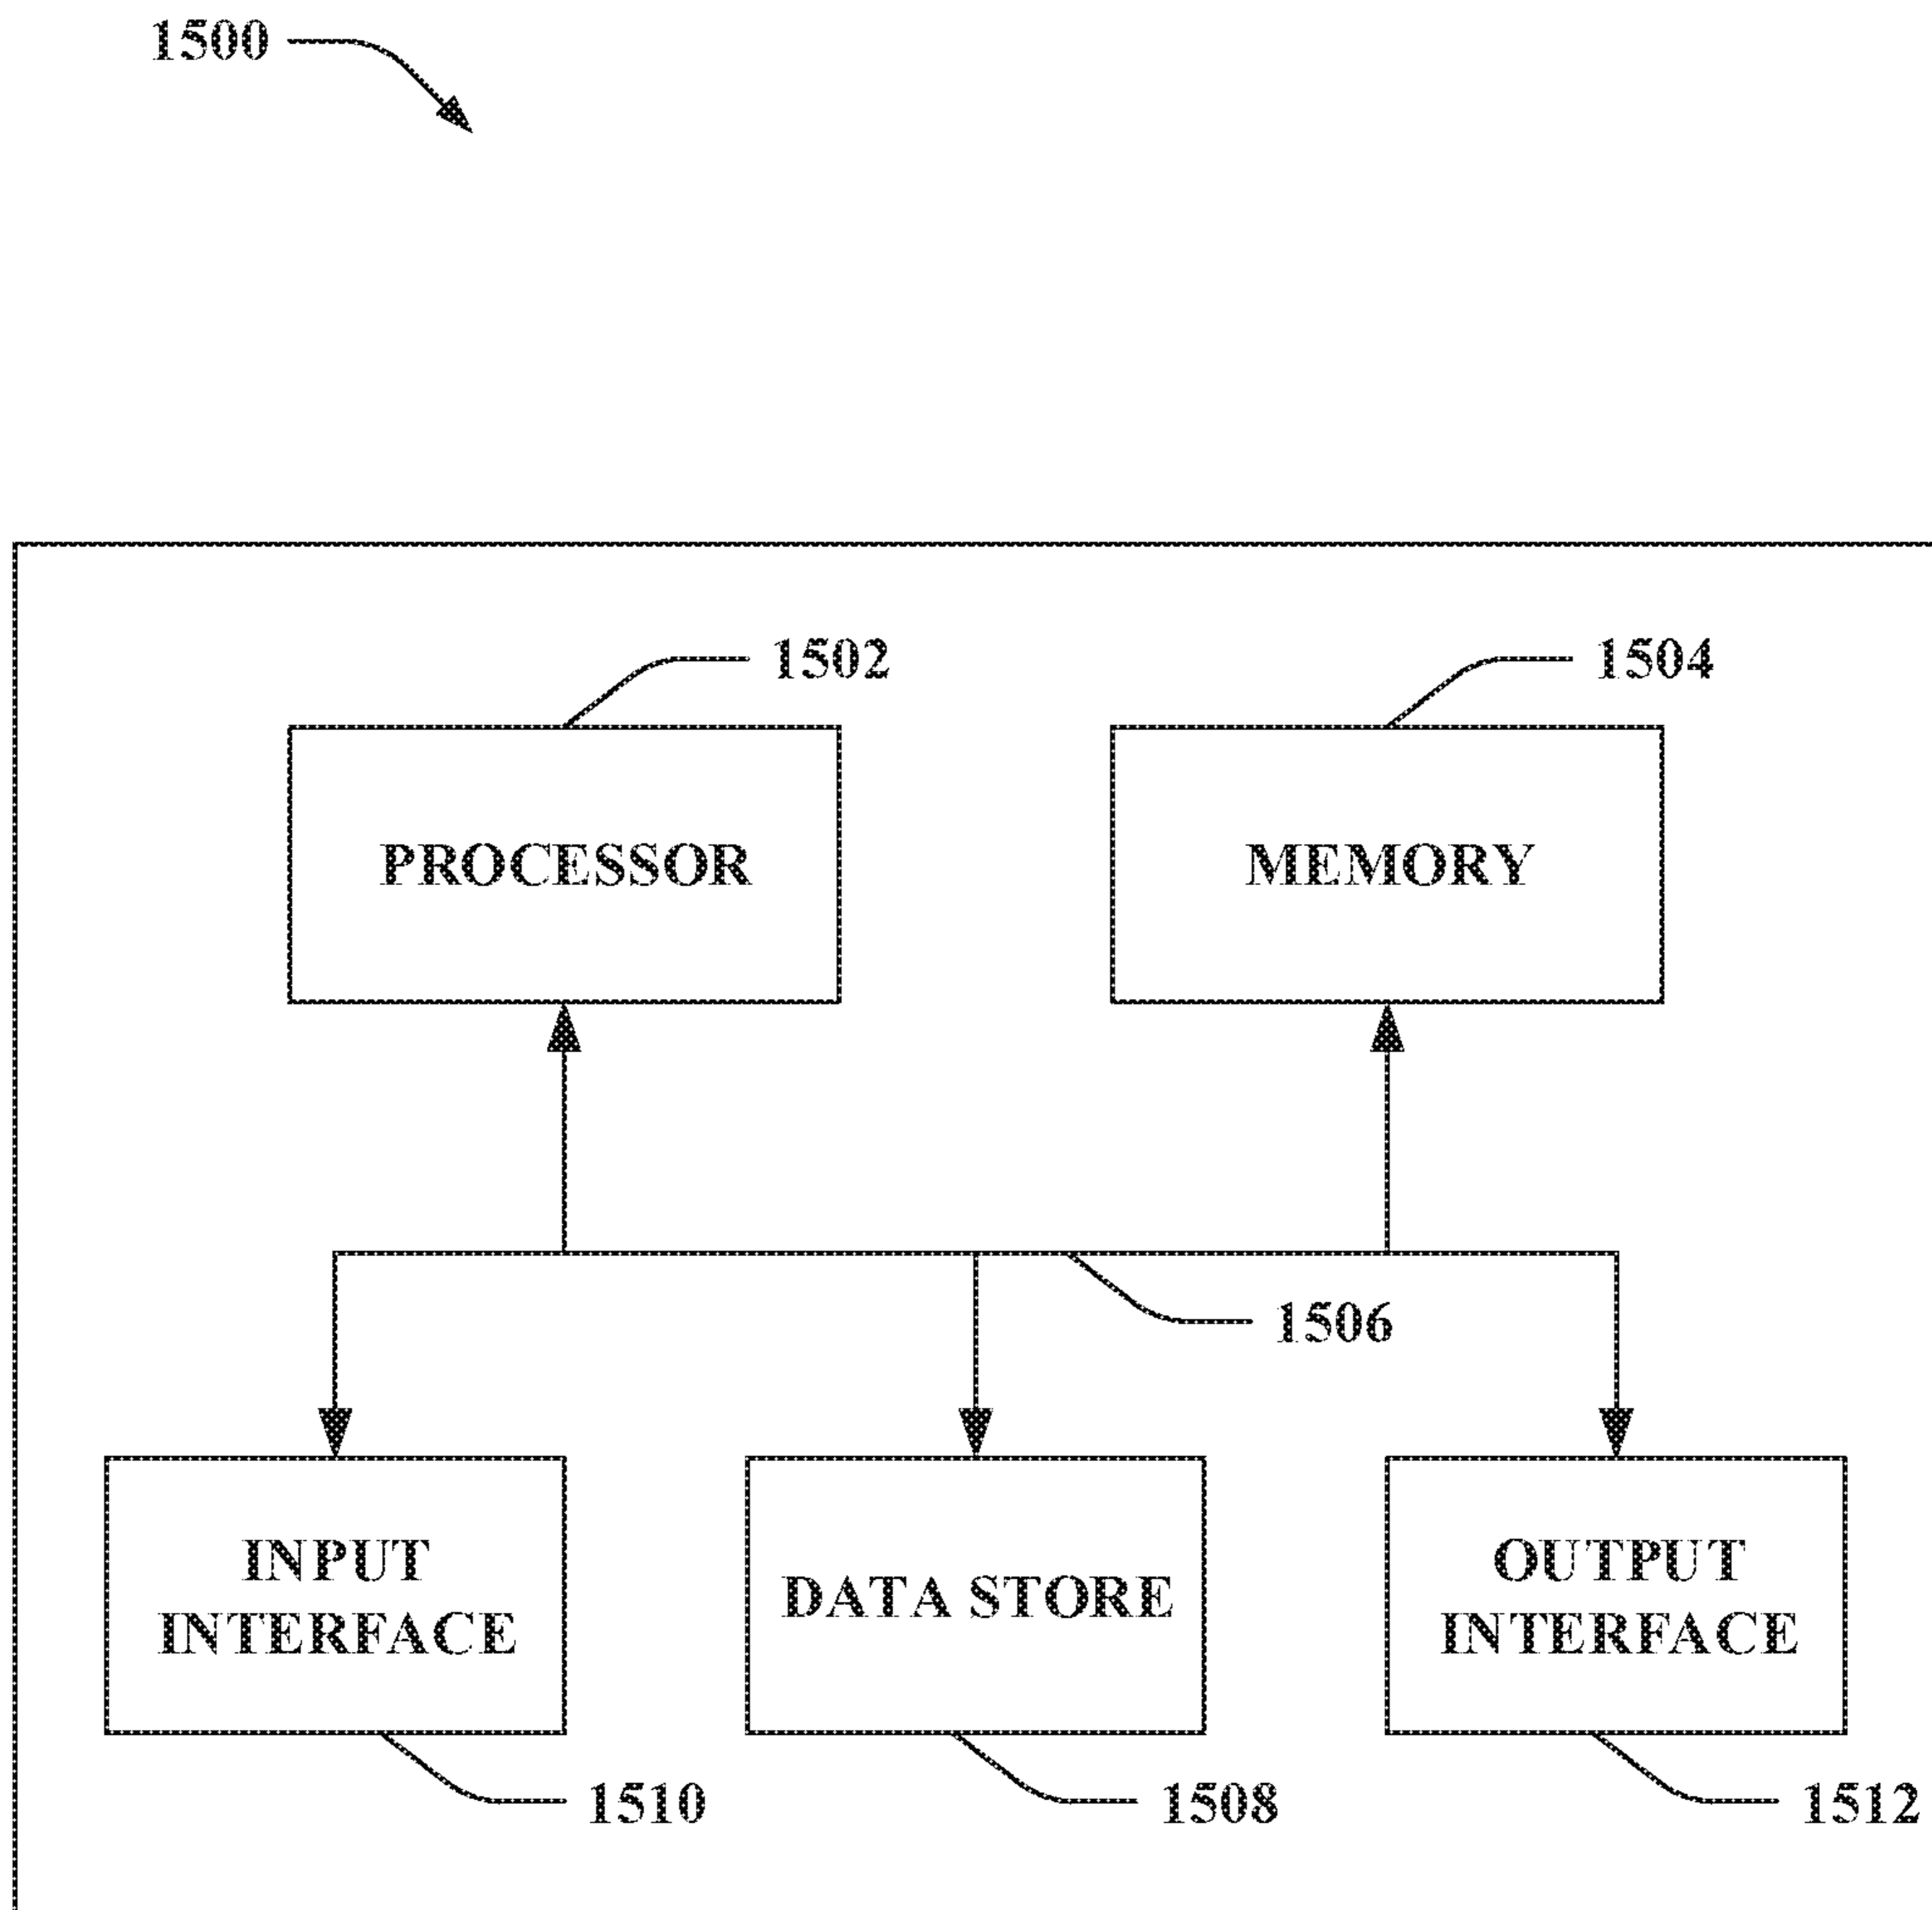 1500
1502
1504
PROCESSOR
MEMORY
1506
INPUT
INTERFACE
DATA STORE
OUTPUT
INTERFACE
1510
1508
1512